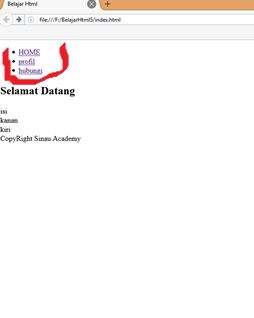 Belajar Html
file:///F:/BelajarHtml5/index.html
HOME
profil
hubungi
Selamat Datang
isi
kanan
kiri
CopyRight Sinau Academy